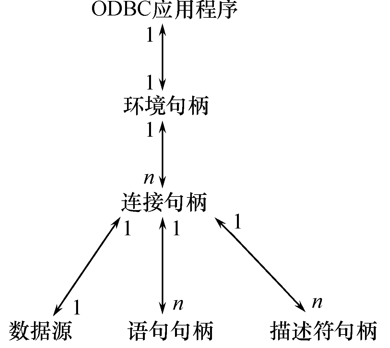 ODBC应用程序
1
1
环境句柄
1
n
连接句柄
1 1 1
1 n n
数据源 语句句柄 描述符句柄